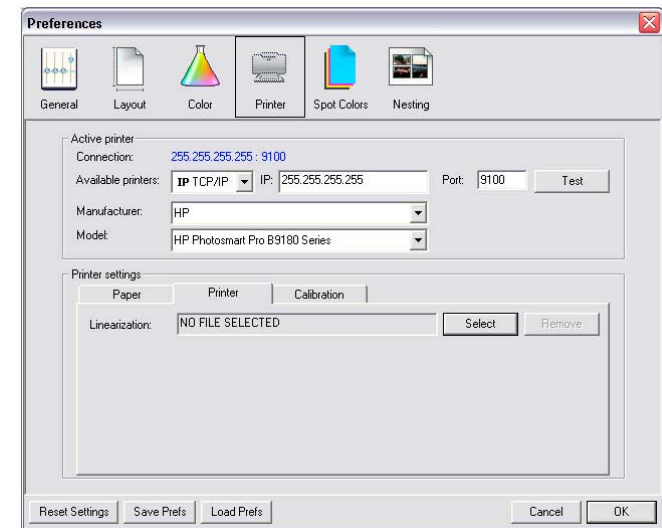 Preferences
General Layout Color Printer Spot Colors Nesting
Active printer
Connection: 255.255.255.255 : 9100
Available printers: IP TCP/IP IP: 255.255.255.255 Port: 9100 Test
Manufacturer: HP
Model: HP Photosmart Pro B9180 Series
Printer settings
Paper Printer Calibration
Linearization: NO FILE SELECTED Select Remove
Reset Settings Save Prefs Load Prefs Cancel OK